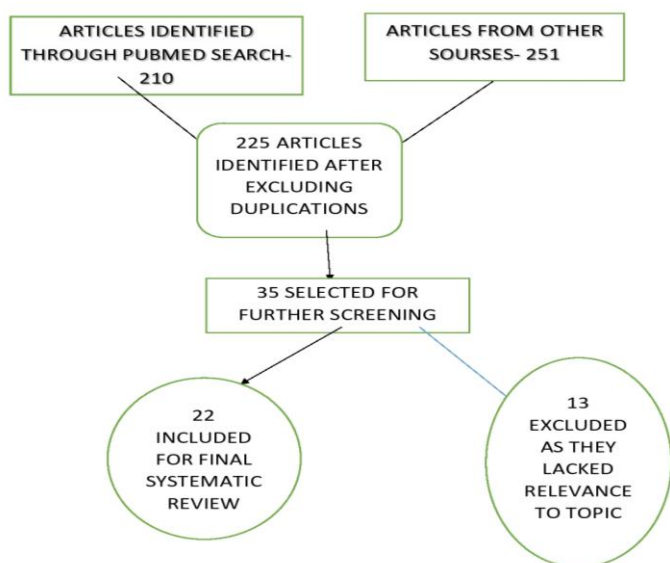 ARTICLES IDENTIFIED
THROUGH PUBMED SEARCH-
210
ARTICLES FROM OTHER
SOURSES- 251
225 ARTICLES
IDENTIFIED AFTER
EXCLUDING
DUPLICATIONS
35 SELECTED FOR
FURTHER SCREENING
22
INCLUDED
FOR FINAL
SYSTEMATIC
REVIEW
13
EXCLUDED
AS THEY
LACKED
RELEVANCE
TO TOPIC